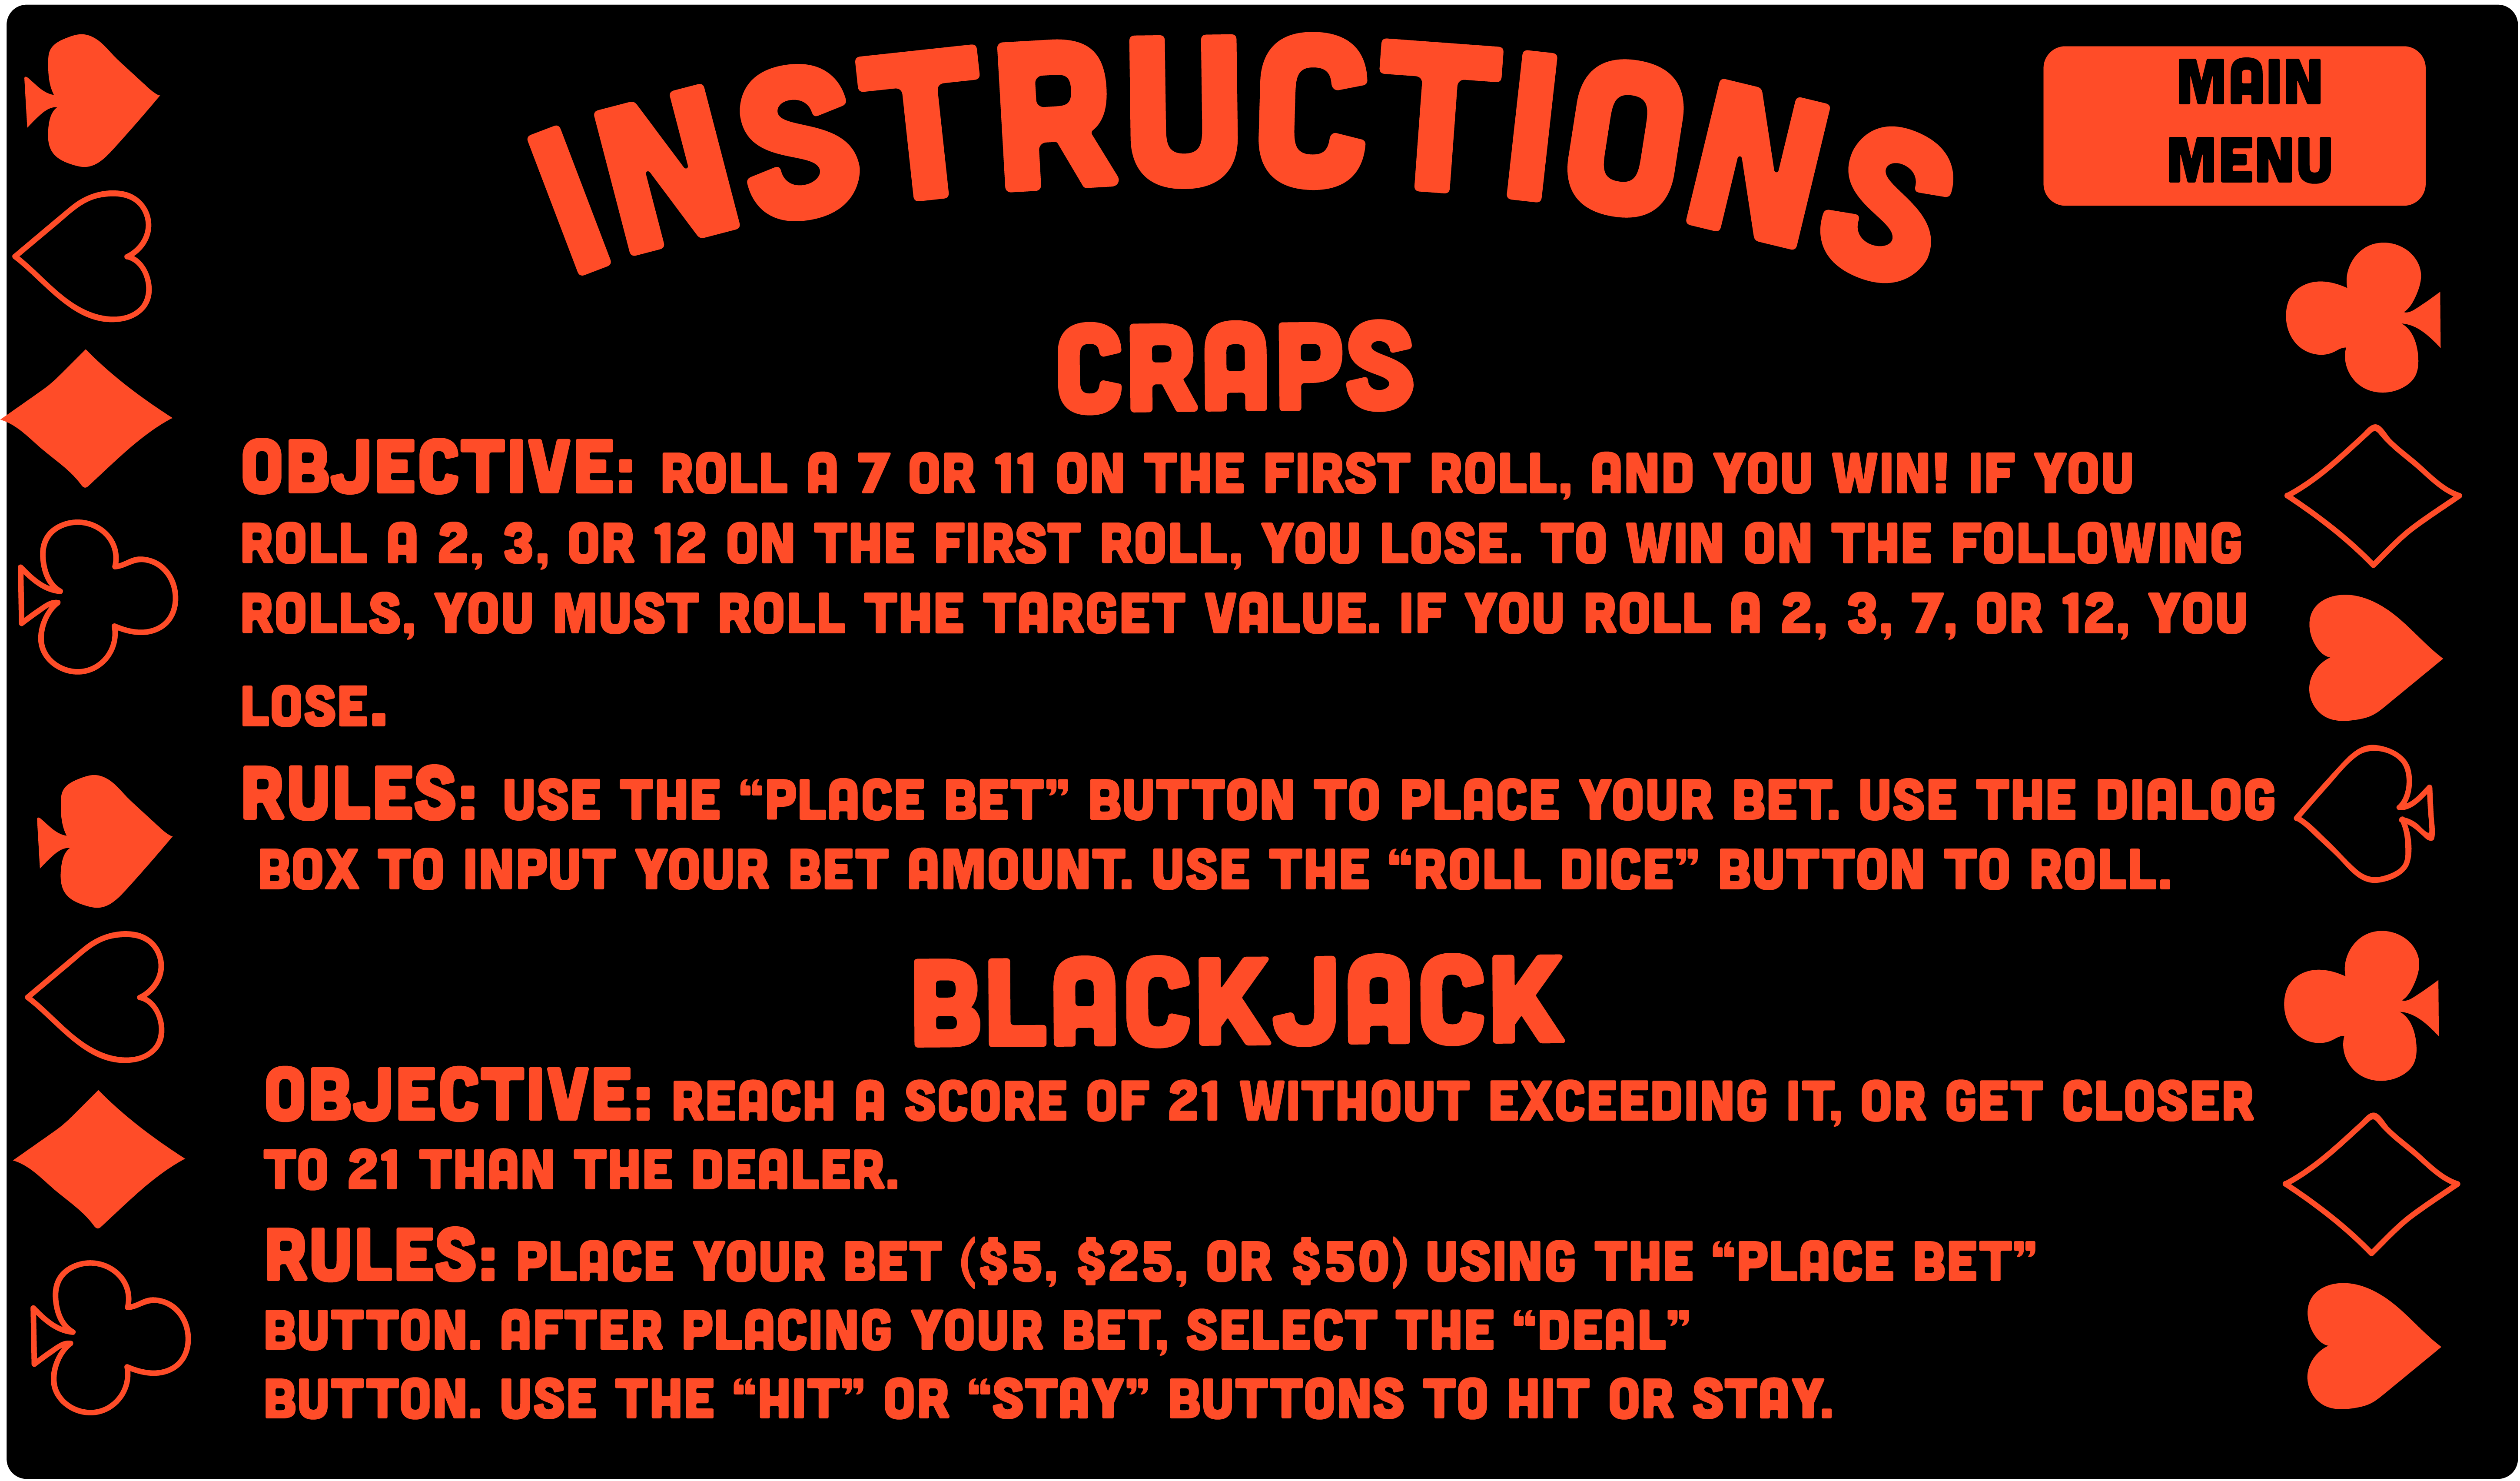 INSTRUCTIONS
MAIN
MENU
CRAPS
OBJECTIVE: ROLL A 7 OR 11 ON THE FIRST ROLL, AND YOU WIN! IF YOU
ROLL A 2, 3, OR 12 ON THE FIRST ROLL, YOU LOSE. TO WIN ON THE FOLLOWING
ROLLS, YOU MUST ROLL THE TARGET VALUE. IF YOU ROLL A 2, 3, 7, OR 12, YOU
LOSE.
RULES: USE THE “PLACE BET” BUTTON TO PLACE YOUR BET. USE THE DIALOG
BOX TO INPUT YOUR BET AMOUNT. USE THE “ROLL DICE” BUTTON TO ROLL.
BLACKJACK
OBJECTIVE: REACH A SCORE OF 21 WITHOUT EXCEEDING IT, OR GET CLOSER
TO 21 THAN THE DEALER.
RULES: PLACE YOUR BET ($5, $25, OR $50) USING THE “PLACE BET”
BUTTON. AFTER PLACING YOUR BET, SELECT THE “DEAL”
BUTTON. USE THE “HIT” OR “STAY” BUTTONS TO HIT OR STAY.